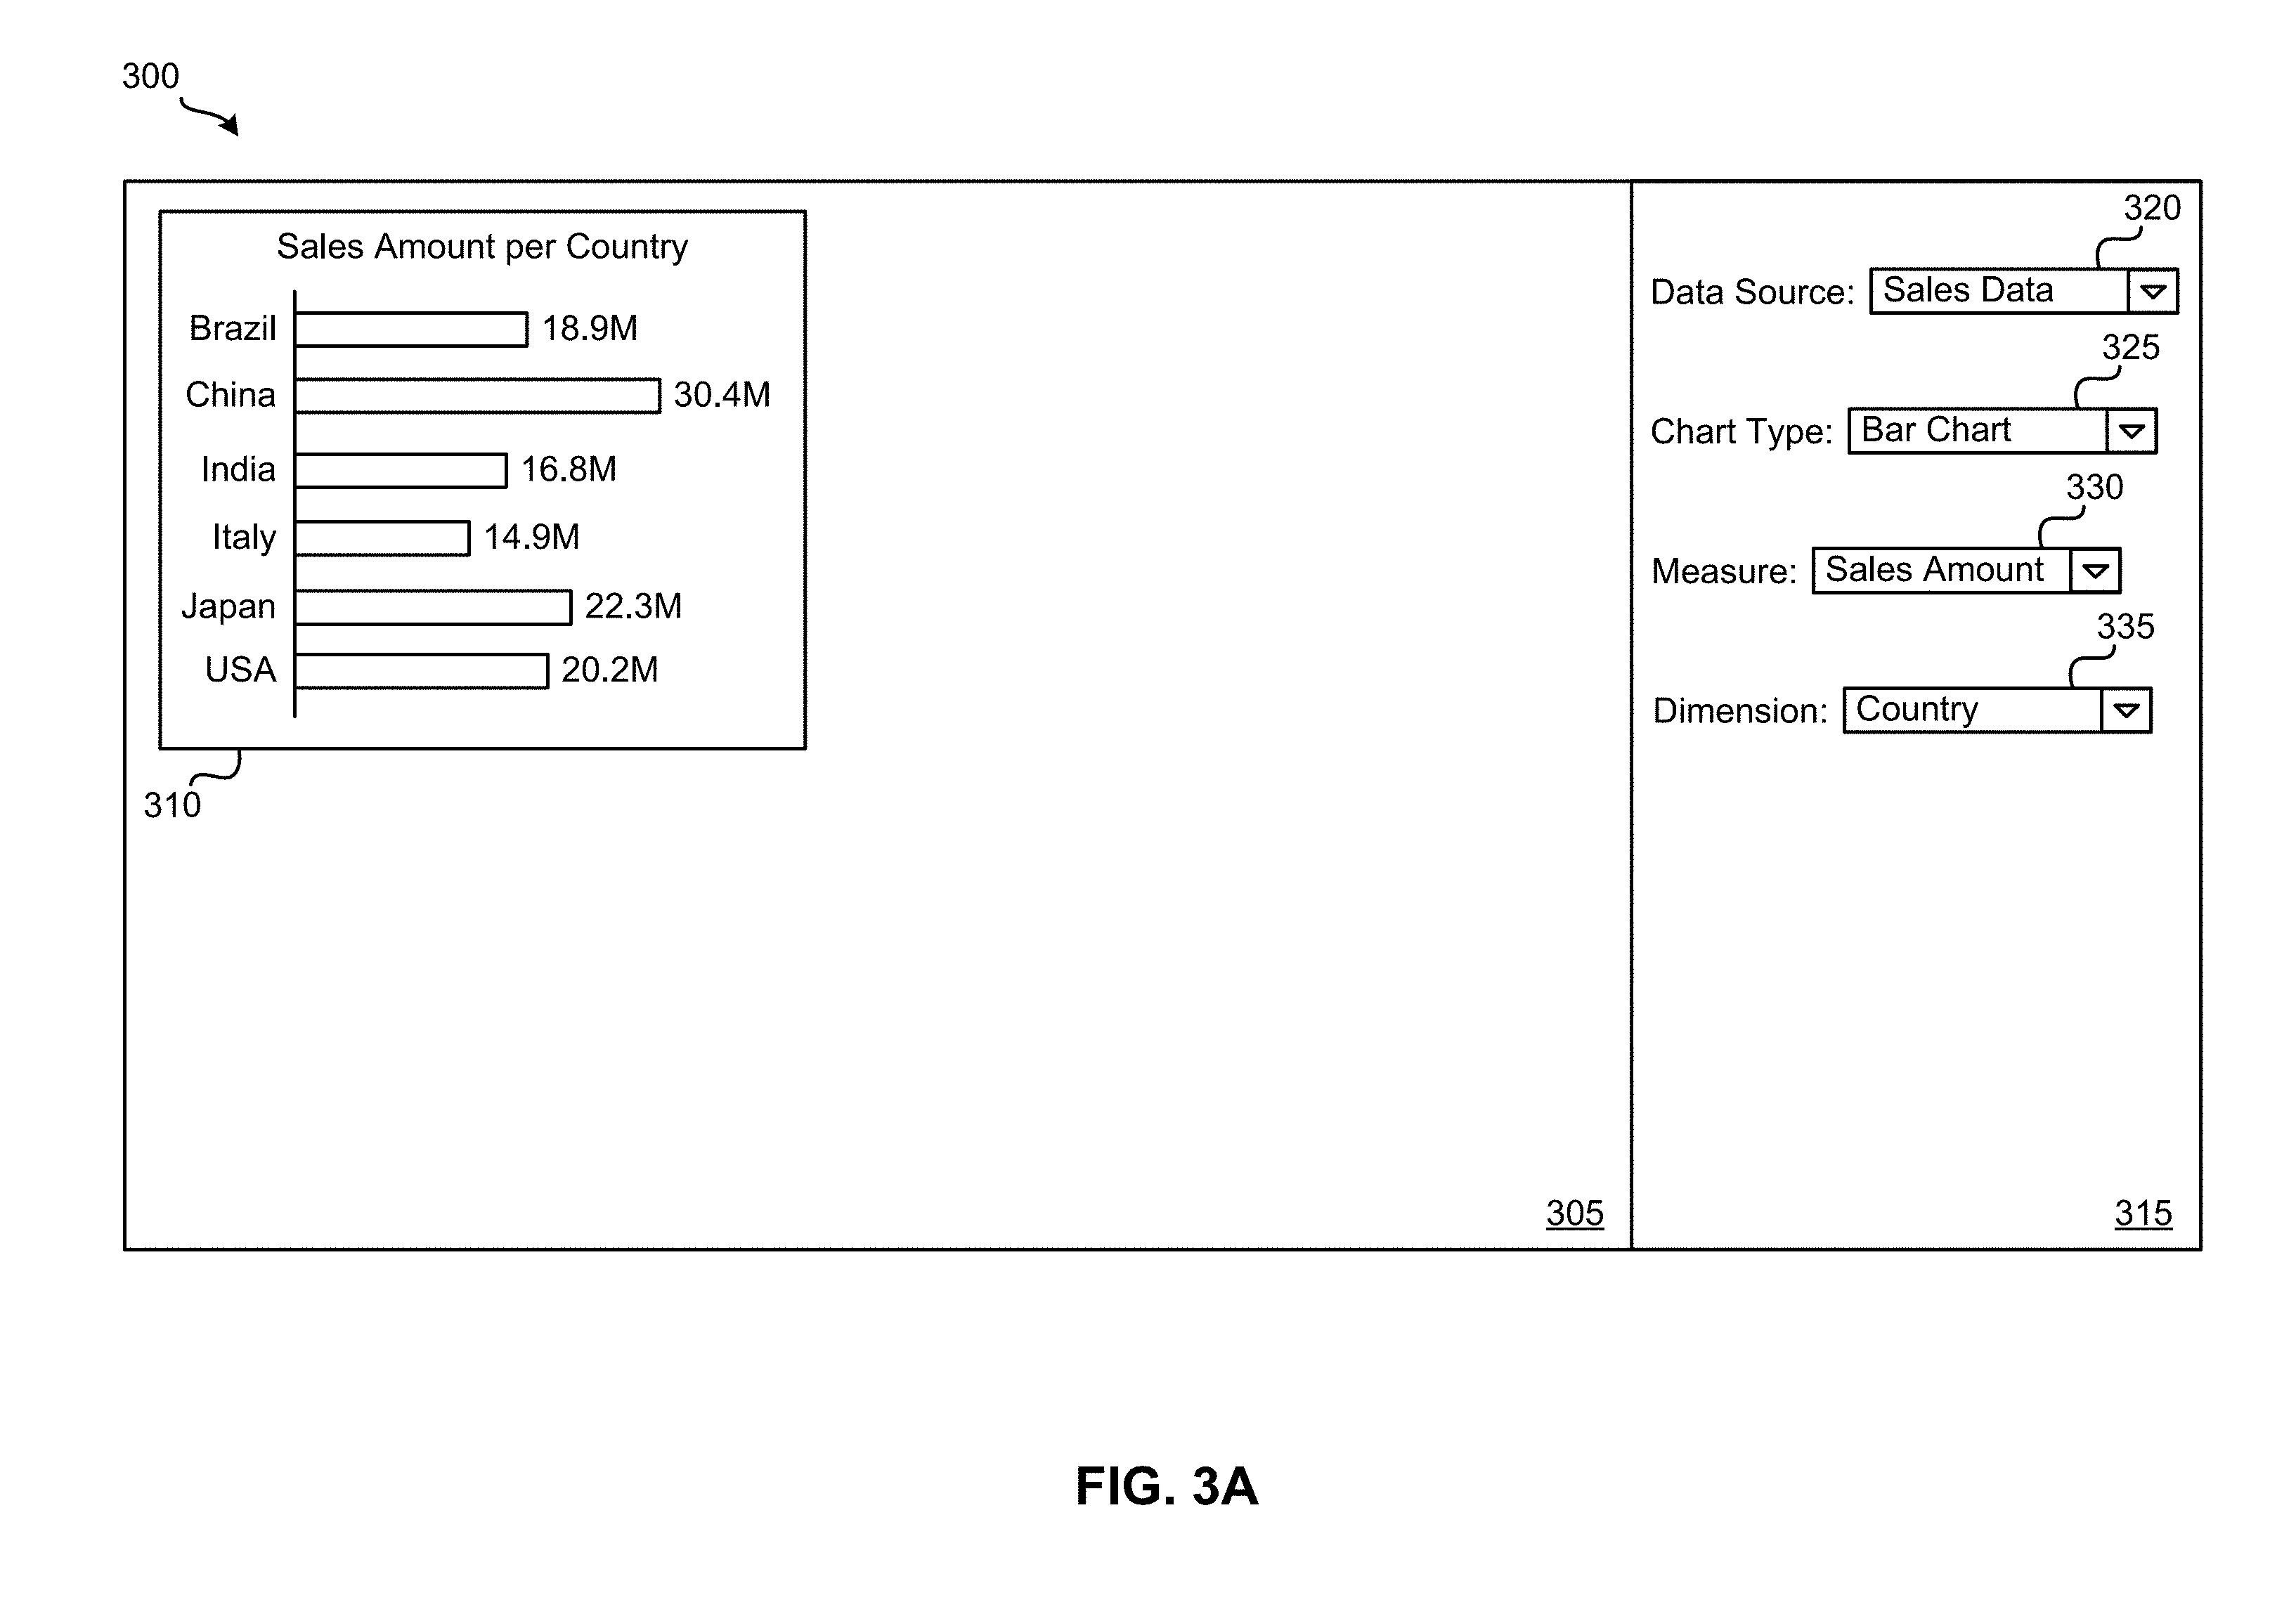 300
Sales Amount per Country
Brazil 18.9M
China 30.4M
India 16.8M
Italy 14.9M
Japan 22.3M
USA 20.2M
310
305
320
Data Source: Sales Data
325
Chart Type: Bar Chart
330
Measure: Sales Amount
335
Dimension: Country
315
FIG. 3A